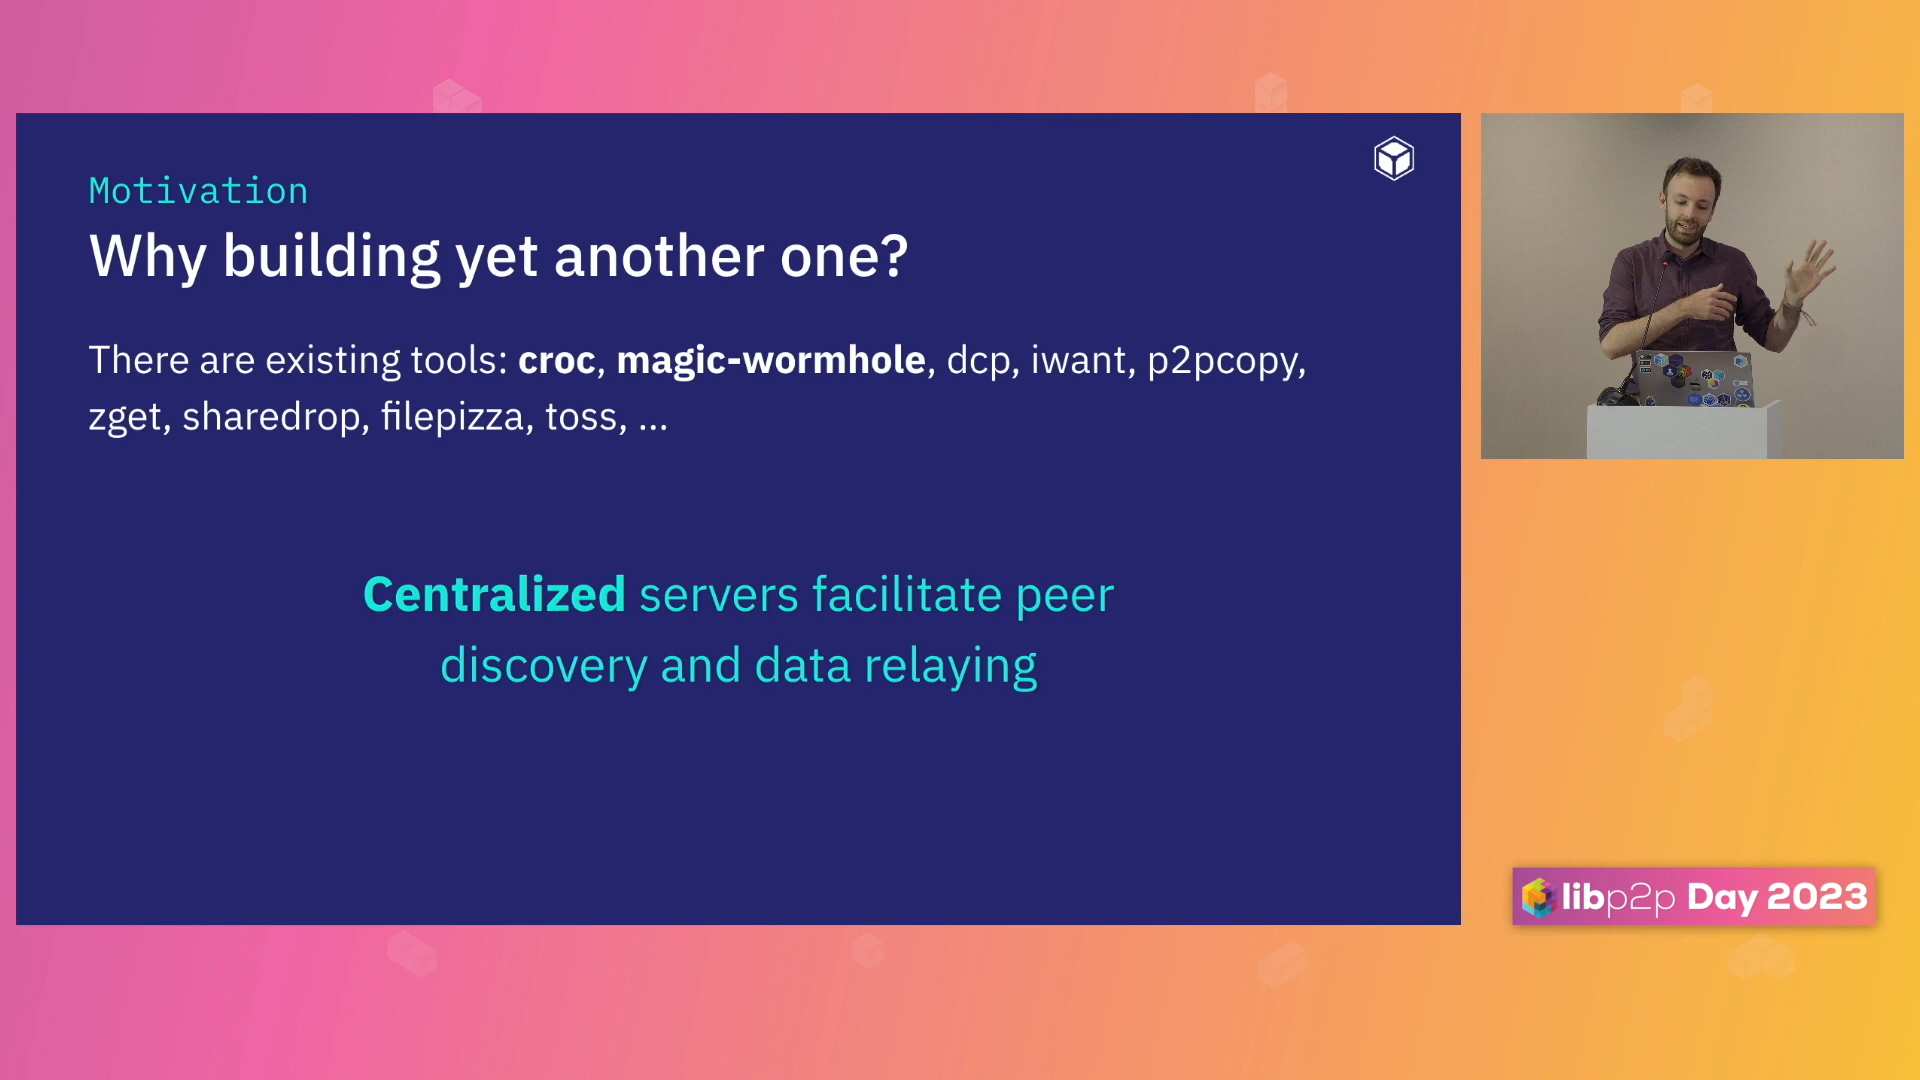 Motivation
Why building yet another one?
There are existing tools: croc, magic-wormhole, dcp, iwant, p2pcopy,
zget, sharedrop, filepizza, toss, ...
Centralized servers facilitate peer
discovery and data relaying
libp2p Day 2023